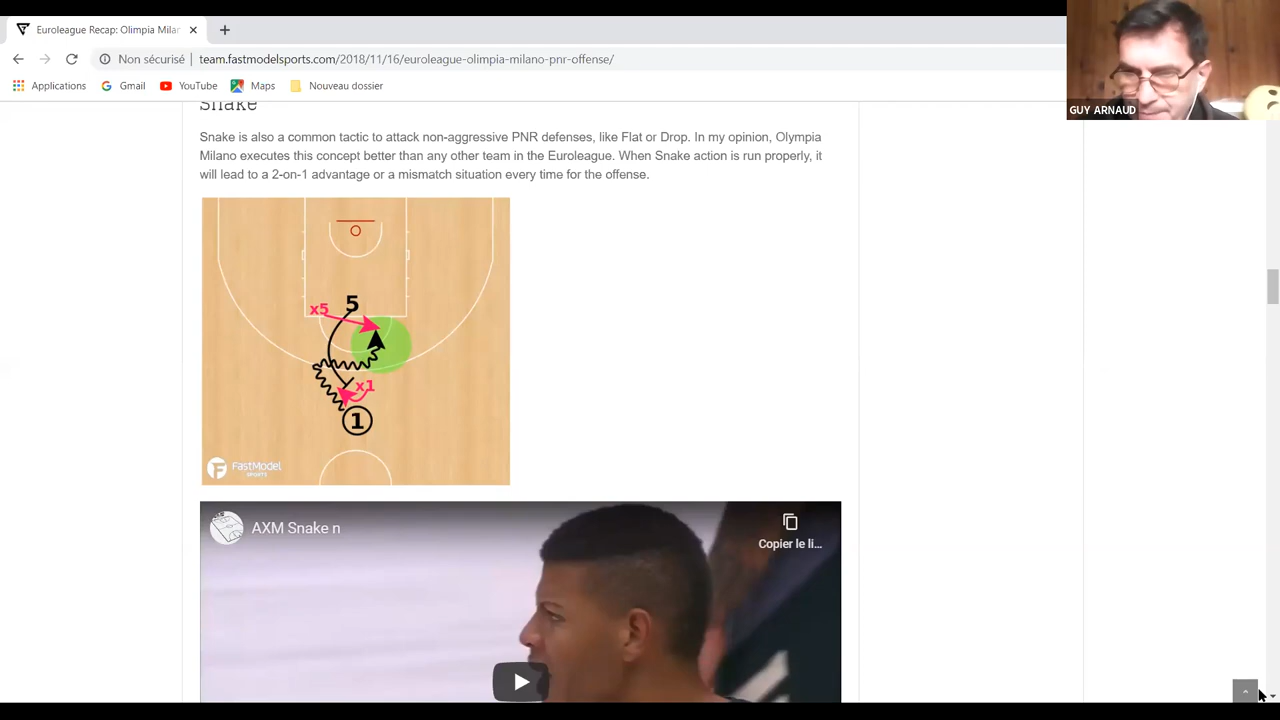 Euroleague Recap: Olimpia Mila
Non sécurisé
team.fastmodelsports.com/2018/11/16/euroleague-olimpia-milano-pnr-offense/
Applications
Gmail
YouTube
Maps
Nouveau dossier
GUY ARNAUD
Snake
Snake is also a common tactic to attack non-aggressive PNR defenses, like Flat or Drop. In my opinion, Olympia
Milano executes this concept better than any other team in the Euroleague. When Snake action is run properly, it
will lead to a 2-on-1 advantage or a mismatch situation every time for the offense.
5
x5
x1
1
FastModel
SPORTS
AXM Snake n
Copier le li...